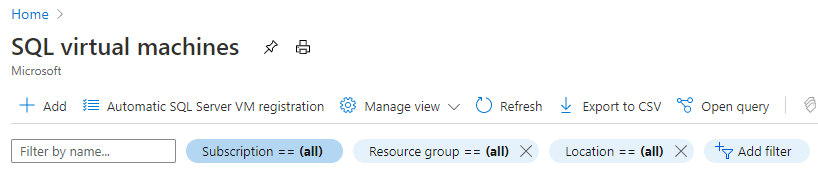 Home
SQL virtual machines
Microsoft
Add Automatic SQL Server VM registration Manage view Refresh Export to CSV Open query
Filter by name... Subscription == (all) Resource group == (all) Location == (all) Add filter